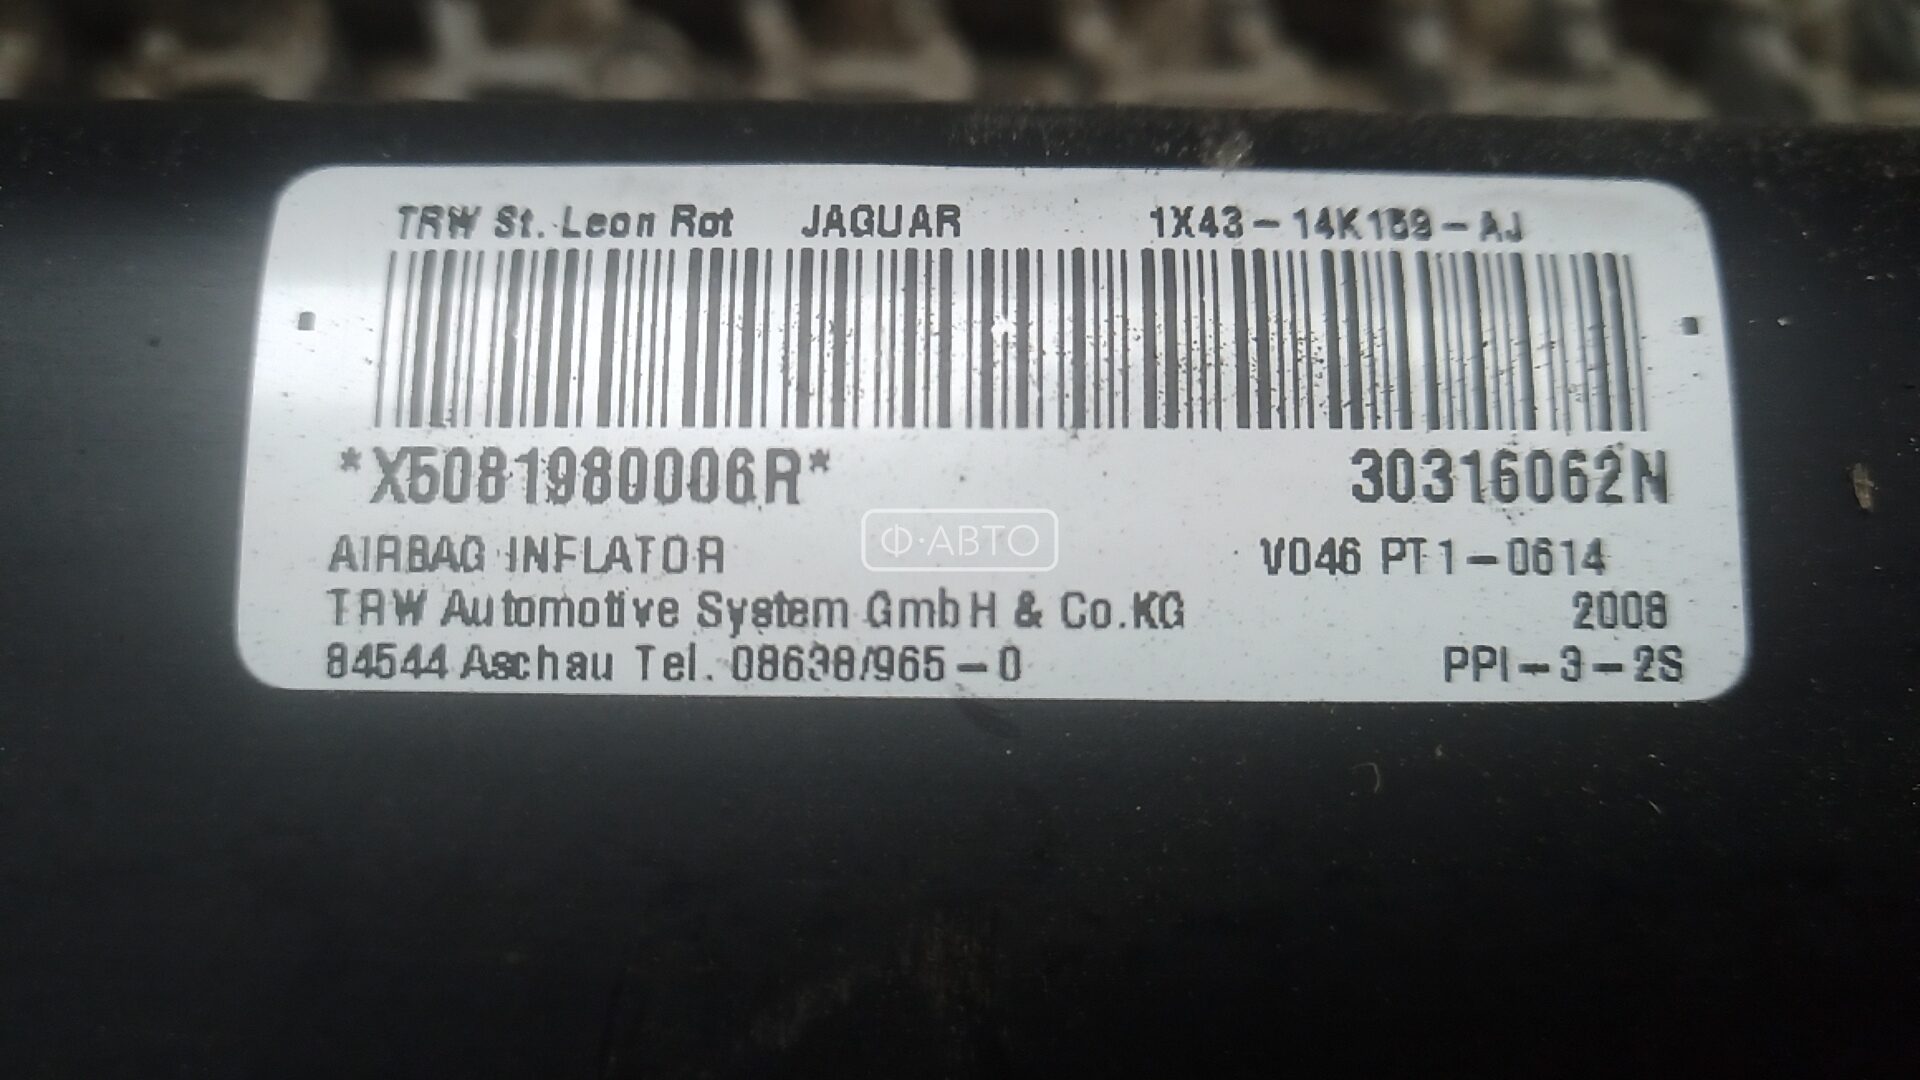 TRW St. Leon Rot JAGUAR 1X43-14K159-AJ
*X5081980006R* 30316062N
Ф·АВТО
AIRBAG INFLATOR V046 PT1-0614
TRW Automotive System GmbH & Co.KG 2008
84544 Aschau Tel. 08638/965-0 PPI-3-2S